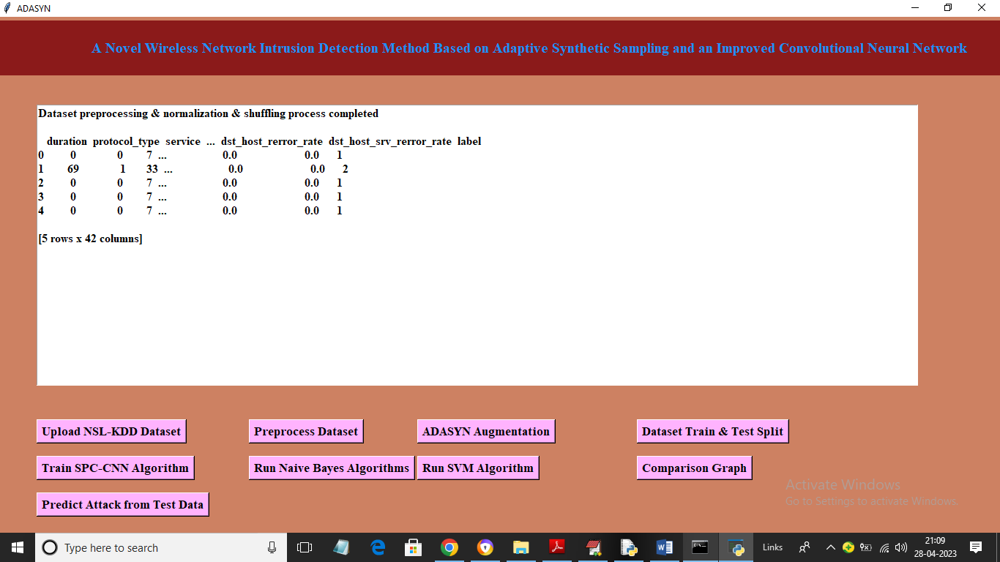 ADASYN
A Novel Wireless Network Intrusion Detection Method Based on Adaptive Synthetic Sampling and an Improved Convolutional Neural Network
Dataset preprocessing & normalization & shuffling process completed
duration protocol_type service ... dst_host_rerror_rate dst_host_srv_rerror_rate label
0 0 0 7 ... 0.0 0.0 1
1 69 1 33 ... 0.0 0.0 2
2 0 0 7 ... 0.0 0.0 1
3 0 0 7 ... 0.0 0.0 1
4 0 0 7 ... 0.0 0.0 1
[5 rows x 42 columns]
Upload NSL-KDD Dataset Preprocess Dataset ADASYN Augmentation Dataset Train & Test Split
Train SPC-CNN Algorithm Run Naive Bayes Algorithms Run SVM Algorithm Comparison Graph
Activate Windows
Go to Settings to activate Windows.
Predict Attack from Test Data
Type here to search Links 21:09
28-04-2023